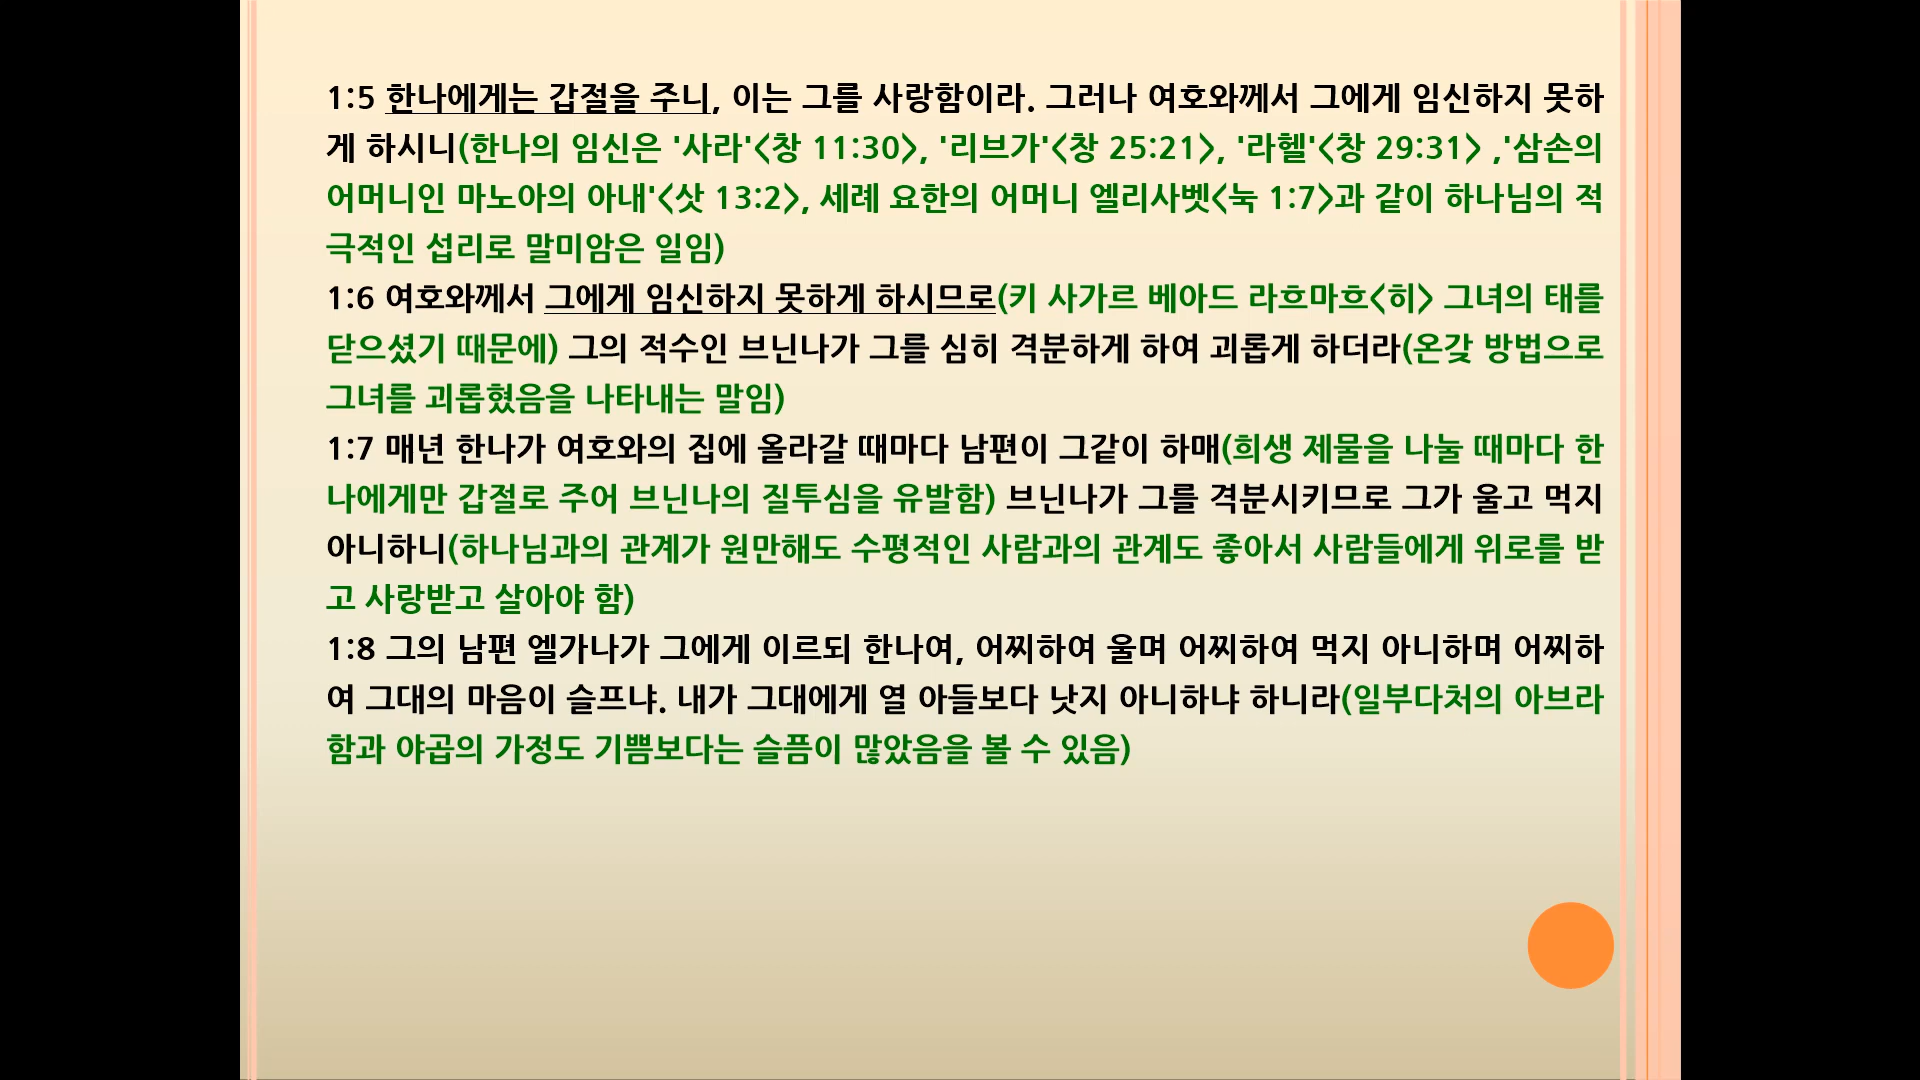 1:5 한나에게는 갑절을 주니, 이는 그를 사랑함이라. 그러나 여호와께서 그에게 임신하지 못하
게 하시니(한나의 임신은 '사라'<창 11:30>, '리브가'<창 25:21>, '라헬'<창 29:31> ,'삼손의
어머니인 마노아의 아내'<삿 13:2>, 세례 요한의 어머니 엘리사벳<눅 1:7>과 같이 하나님의 적
극적인 섭리로 말미암은 일임)
1:6 여호와께서 그에게 임신하지 못하게 하시므로(키 사가르 베아드 라흐마흐<히> 그녀의 태를
닫으셨기 때문에) 그의 적수인 브닌나가 그를 심히 격분하게 하여 괴롭게 하더라(온갖 방법으로
그녀를 괴롭혔음을 나타내는 말임)
1:7 매년 한나가 여호와의 집에 올라갈 때마다 남편이 그같이 하매(희생 제물을 나눌 때마다 한
나에게만 갑절로 주어 브닌나의 질투심을 유발함) 브닌나가 그를 격분시키므로 그가 울고 먹지
아니하니(하나님과의 관계가 원만해도 수평적인 사람과의 관계도 좋아서 사람들에게 위로를 받
고 사랑받고 살아야 함)
1:8 그의 남편 엘가나가 그에게 이르되 한나여, 어찌하여 울며 어찌하여 먹지 아니하며 어찌하
여 그대의 마음이 슬프냐. 내가 그대에게 열 아들보다 낫지 아니하냐 하니라(일부다처의 아브라
함과 야곱의 가정도 기쁨보다는 슬픔이 많았음을 볼 수 있음)